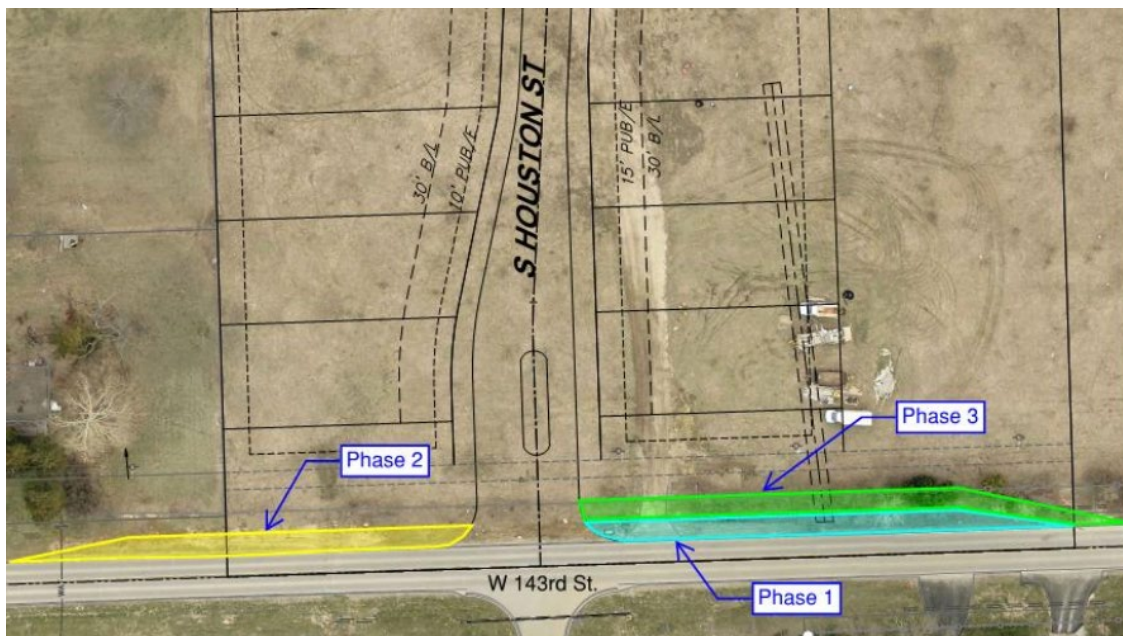 S HOUSTON ST
30' B/L
10' PUB/E
15' PUB/E
30' B/L
Phase 3
Phase 2
W 143rd St.
Phase 1